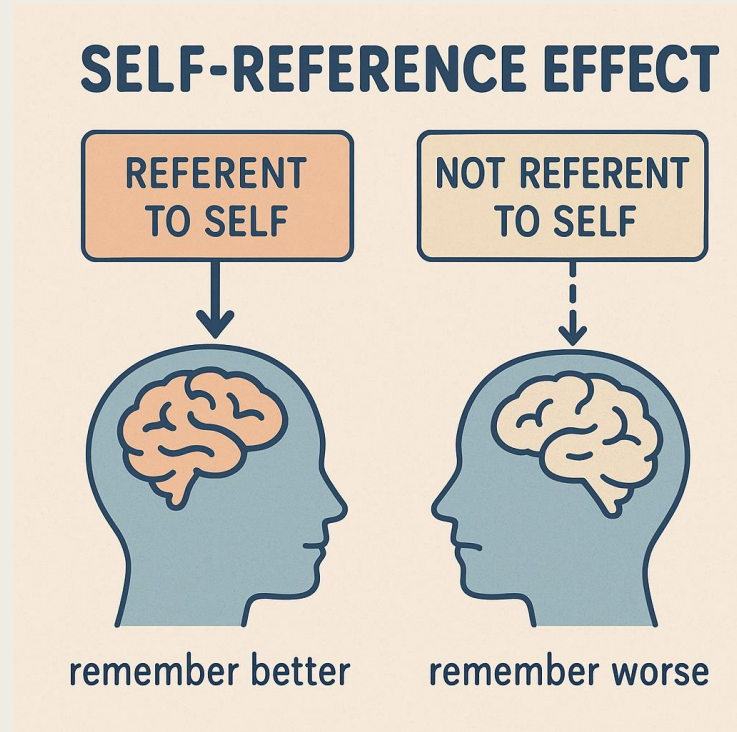 SELF-REFERENCE EFFECT
REFERENT
TO SELF
NOT REFERENT
TO SELF
remember better
remember worse